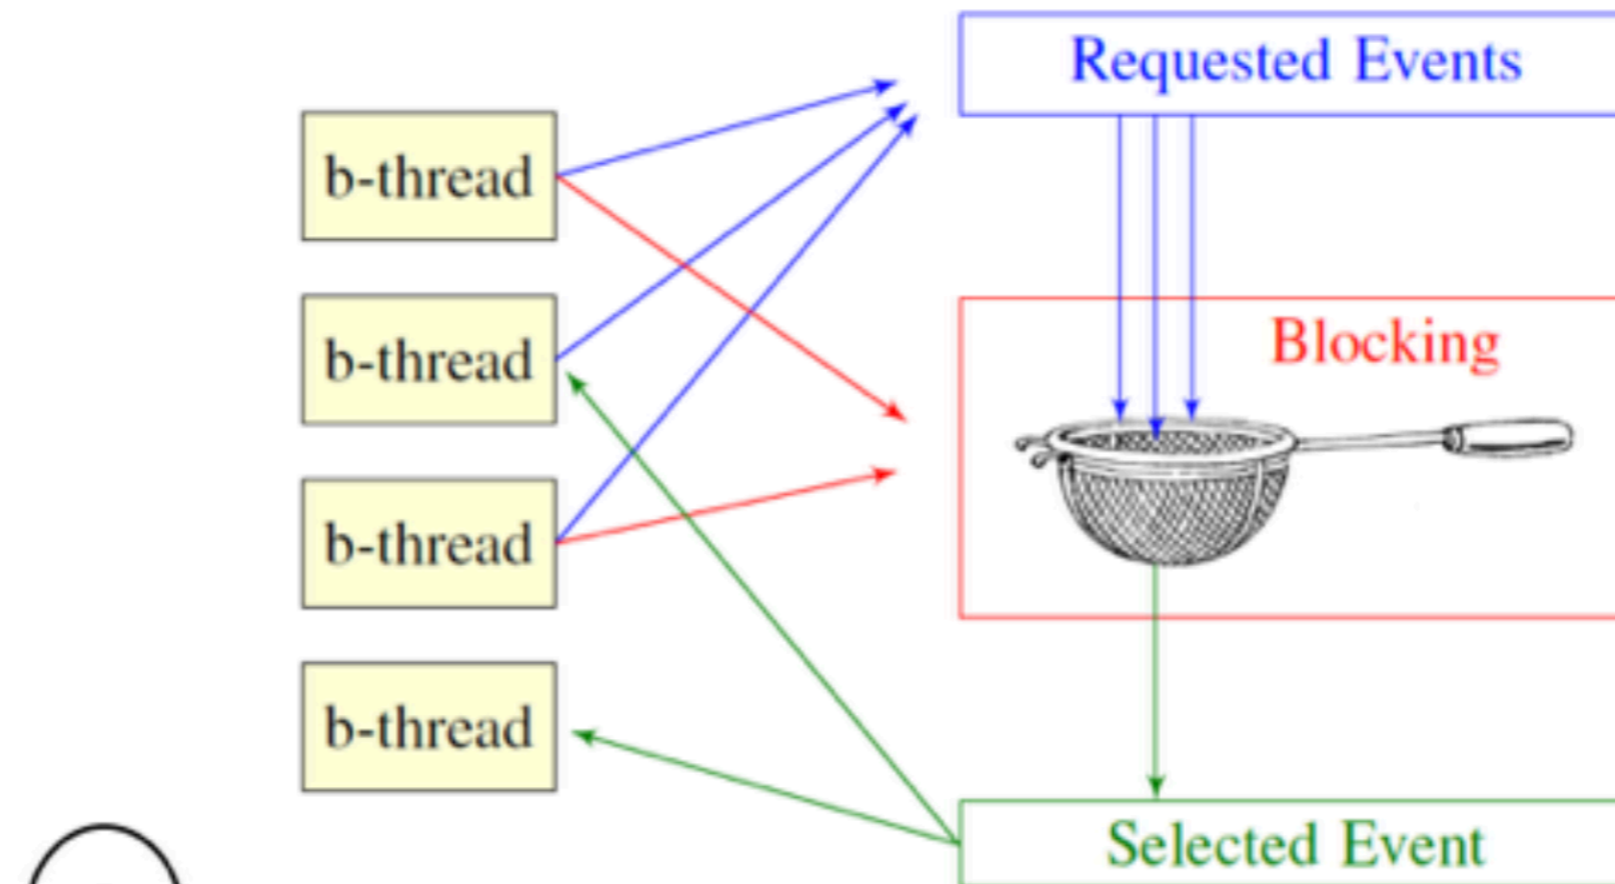 Requested Events
b-thread
Blocking
b-thread
b-thread
b-thread
Selected Event